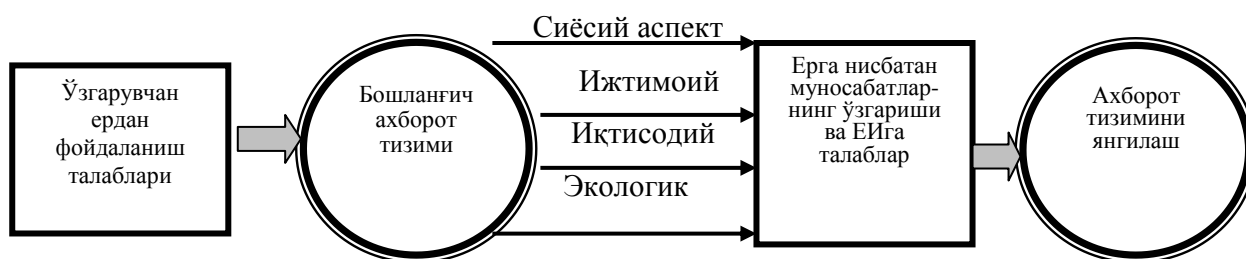 Ўзгарувчан
ердан
фойдаланиш
талаблари
Бошланғич
ахборот
тизими
Сиёсий аспект
Ижтимоий
Иқтисодий
Экологик
Ерга нисбатан
муносабатлар-
нинг ўзгариши
ва ЕИга
талаблар
Ахборот
тизимини
янгилаш